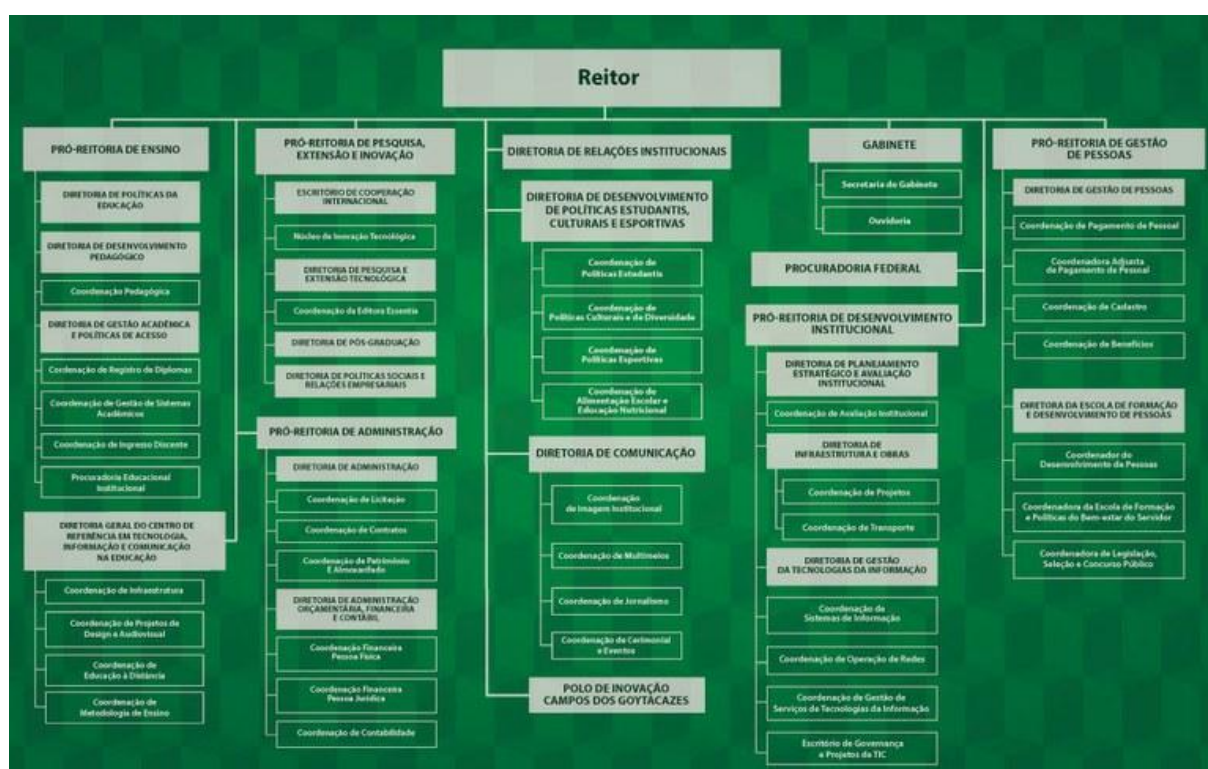 Reitor
PRÓ-REITORIA DE ENSINO
DIRETORIA DE POLÍTICAS DA
EDUCAÇÃO
DIRETORIA DE DESENVOLVIMENTO
PEDAGÓGICO
Coordenação Pedagógica
DIRETORIA DE GESTÃO ACADÊMICA
E POLÍTICAS DE ACESSO
Cordenação de Registro de Diplomas
Coordenação de Gestão de Sistemas
Acadêmicos
Coordenação de Ingresso Discente
Procuradoria Educacional
Institucional
DIRETORIA GERAL DO CENTRO DE
REFERÊNCIA EM TECNOLOGIA,
INFORMAÇÃO E COMUNICAÇÃO
NA EDUCAÇÃO
Coordenação de Infraestrutura
Coordenação de Projetos de
Design e Audiovisual
Coordenação de
Educação à Distância
Coordenação de
Metodologia de Ensino
PRÓ-REITORIA DE PESQUISA,
EXTENSÃO E INOVAÇÃO
ESCRITÓRIO DE COOPERAÇÃO
INTERNACIONAL
Núcleo de Inovação Tecnológica
DIRETORIA DE PESQUISA E
EXTENSÃO TECNOLÓGICA
Coordenação da Editora Essentia
DIRETORIA DE PÓS-GRADUAÇÃO
DIRETORIA DE POLÍTICAS SOCIAIS E
RELAÇÕES EMPRESARIAIS
PRÓ-REITORIA DE ADMINISTRAÇÃO
DIRETORIA DE ADMINISTRAÇÃO
Coordenação de Licitação
Coordenação de Contratos
Coordenação de Patrimônio
E Almoxarifado
DIRETORIA DE ADMINISTRAÇÃO
ORÇAMENTÁRIA, FINANCEIRA
E CONTÁBIL
Coordenação Financeira
Pessoa Física
Coordenação Financeira
Pessoa Jurídica
Coordenação de Contabilidade
DIRETORIA DE RELAÇÕES INSTITUCIONAIS
DIRETORIA DE DESENVOLVIMENTO
DE POLÍTICAS ESTUDANTIS,
CULTURAIS E ESPORTIVAS
Coordenação de
Políticas Estudantis
Coordenação de
Políticas Culturais e da Diversidade
Coordenação de
Políticas Esportivas
Coordenação de
Alimentação Escolar e
Educação Nutricional
DIRETORIA DE COMUNICAÇÃO
Coordenação
de Imagem Institucional
Coordenação de Multimeios
Coordenação de Jornalismo
Coordenação de Cerimonial
e Eventos
POLO DE INOVAÇÃO
CAMPOS DOS GOYTACAZES
GABINETE
Secretaria do Gabinete
Ouvidoria
PROCURADORIA FEDERAL
PRÓ-REITORIA DE DESENVOLVIMENTO
INSTITUCIONAL
DIRETORIA DE PLANEJAMENTO
ESTRATÉGICO E AVALIAÇÃO
INSTITUCIONAL
Coordenação de Avaliação Institucional
DIRETORIA DE
INFRAESTRUTURA E OBRAS
Coordenação de Projetos
Coordenação de Transporte
DIRETORIA DE GESTÃO
DA TECNOLOGIAS DA INFORMAÇÃO
Coordenação de
Sistemas de Informação
Coordenação de Operação de Redes
Coordenação de Gestão de
Serviços de Tecnologias da Informação
Escritório de Governança
e Projetos da TIC
PRÓ-REITORIA DE GESTÃO
DE PESSOAS
DIRETORIA DE GESTÃO DE PESSOAS
Coordenação de Pagamento de Pessoal
Coordenadora Adjunta
de Pagamento de Pessoal
Coordenação de Cadastro
Coordenação de Benefícios
DIRETORA DA ESCOLA DE FORMAÇÃO
E DESENVOLVIMENTO DE PESSOAS
Coordenador do
Desenvolvimento de Pessoas
Coordenadora da Escola de Formação
e Políticas do Bem-estar do Servidor
Coordenadora de Legislação,
Seleção e Concurso Público